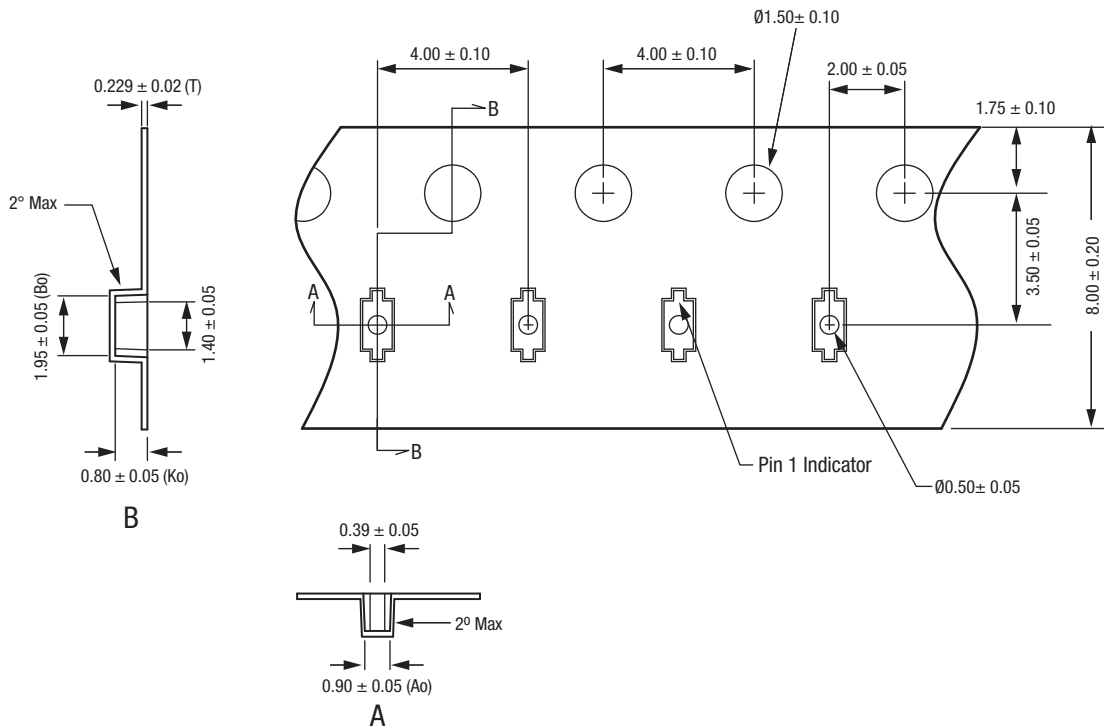 Ø1.50± 0.10
4.00 ± 0.10
4.00 ± 0.10
2.00 ± 0.05
0.229 ± 0.02 (T)
1.75 ± 0.10
B
2° Max
3.50 ± 0.05
8.00 ± 0.20
A
A
1.95 ± 0.05 (Bo)
1.40 ± 0.05
B
Pin 1 Indicator
0.80 ± 0.05 (Ko)
Ø0.50± 0.05
B
0.39 ± 0.05
2º Max
0.90 ± 0.05 (Ao)
A